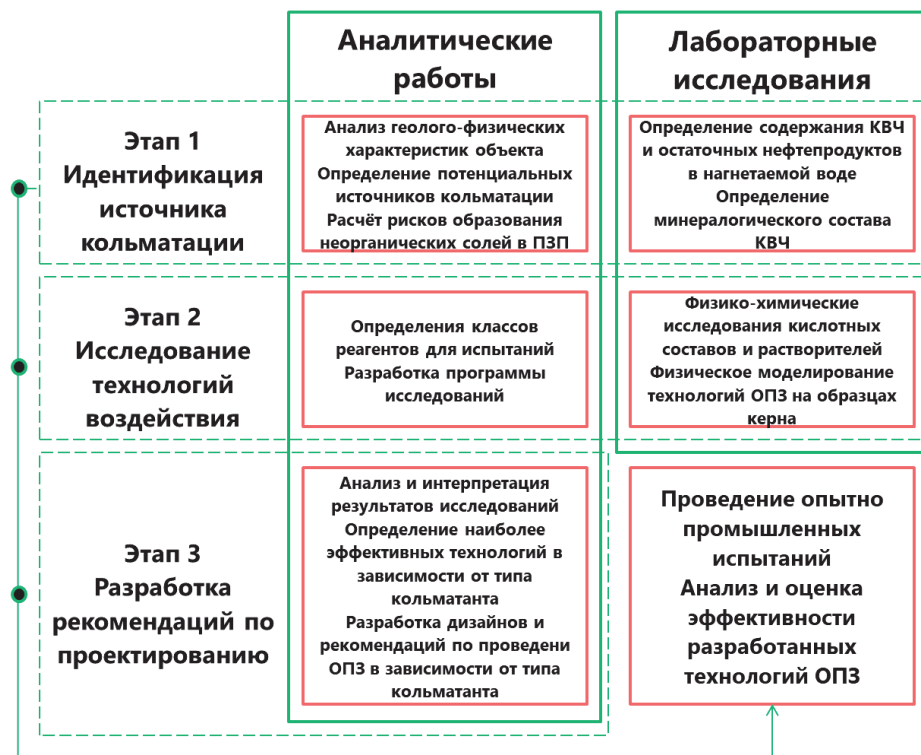 Аналитические
работы
Лабораторные
исследования
Этап 1
Идентификация
источника
кольматации
Анализ геолого-физических
характеристик объекта
Определение потенциальных
источников кольматации
Расчёт рисков образования
неорганических солей в ПЗП
Определение содержания КВЧ
и остаточных нефтепродуктов
в нагнетаемой воде
Определение
минералогического состава
КВЧ
Этап 2
Исследование
технологий
воздействия
Определения классов
реагентов для испытаний
Разработка программы
исследований
Физико-химические
исследования кислотных
составов и растворителей
Физическое моделирование
технологий ОПЗ на образцах
керна
Этап 3
Разработка
рекомендаций по
проектированию
Анализ и интерпретация
результатов исследований
Определение наиболее
эффективных технологий в
зависимости от типа
кольматанта
Разработка дизайнов и
рекомендаций по проведени
ОПЗ в зависимости от типа
кольматанта
Проведение опытно
промышленных
испытаний
Анализ и оценка
эффективности
разработанных
технологий ОПЗ